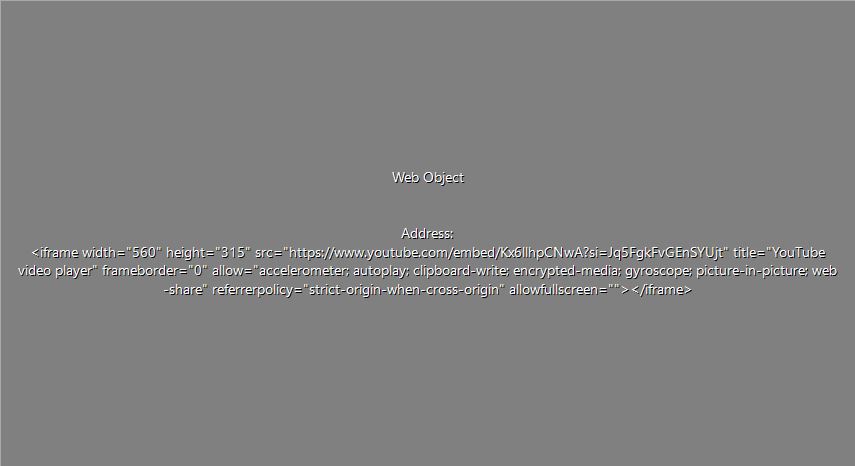 Web Object
Address:
<iframe width="560" height="315" src="https://www.youtube.com/embed/Kx6llhpCNwA?si=Jq5FgkFvGEnSYUjt" title="YouTube
video player" frameborder="0" allow="accelerometer; autoplay; clipboard-write; encrypted-media; gyroscope; picture-in-picture; web
-share" referrerpolicy="strict-origin-when-cross-origin" allowfullscreen=""></iframe>